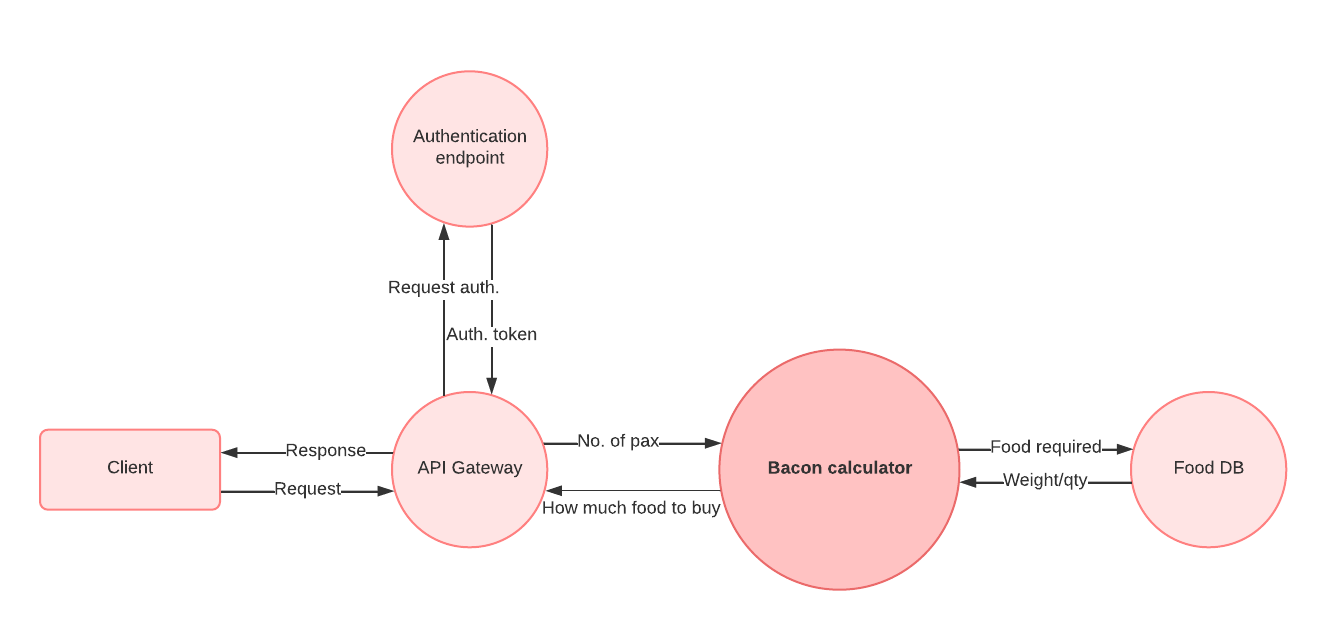 Authentication
endpoint
Request auth.
Auth. token
Client
Response
Request
API Gateway
No. of pax
How much food to buy
Bacon calculator
Food required
Weight/qty
Food DB